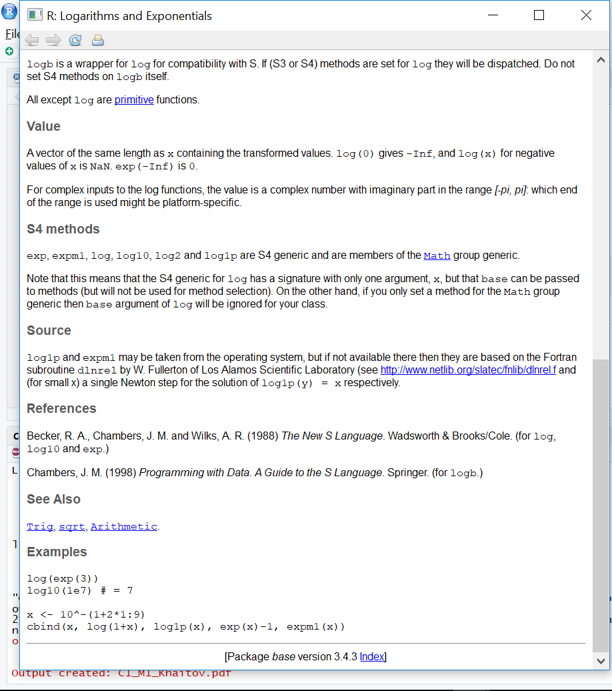 R: Logarithms and Exponentials
logb is a wrapper for log for compatibility with S. If (S3 or S4) methods are set for log they will be dispatched. Do not
set S4 methods on logb itself.
All except log are primitive functions.
Value
A vector of the same length as x containing the transformed values. log(0) gives -Inf, and log(x) for negative
values of x is NaN. exp(-Inf) is 0.
For complex inputs to the log functions, the value is a complex number with imaginary part in the range [-pi, pi]: which end
of the range is used might be platform-specific.
S4 methods
exp, expm1, log, log10, log2 and log1p are S4 generic and are members of the Math group generic.
Note that this means that the S4 generic for log has a signature with only one argument, x, but that base can be passed
to methods (but will not be used for method selection). On the other hand, if you only set a method for the Math group
generic then base argument of log will be ignored for your class.
Source
log1p and expm1 may be taken from the operating system, but if not available there then they are based on the Fortran
subroutine dlnrel by W. Fullerton of Los Alamos Scientific Laboratory (see http://www.netlib.org/slatec/fnlib/dlnrel.f and
(for small x) a single Newton step for the solution of log1p(y) = x respectively.
References
Becker, R. A., Chambers, J. M. and Wilks, A. R. (1988) The New S Language. Wadsworth & Brooks/Cole. (for log,
log10 and exp.)
Chambers, J. M. (1998) Programming with Data. A Guide to the S Language. Springer. (for logb.)
See Also
Trig, sqrt, Arithmetic.
Examples
log(exp(3))
log10(1e7) # = 7
x <- 10^-(1+2*1:9)
cbind(x, log(1+x), log1p(x), exp(x)-1, expm1(x))
[Package base version 3.4.3 Index]
Output created: CI_MI_Khaitov.pdf